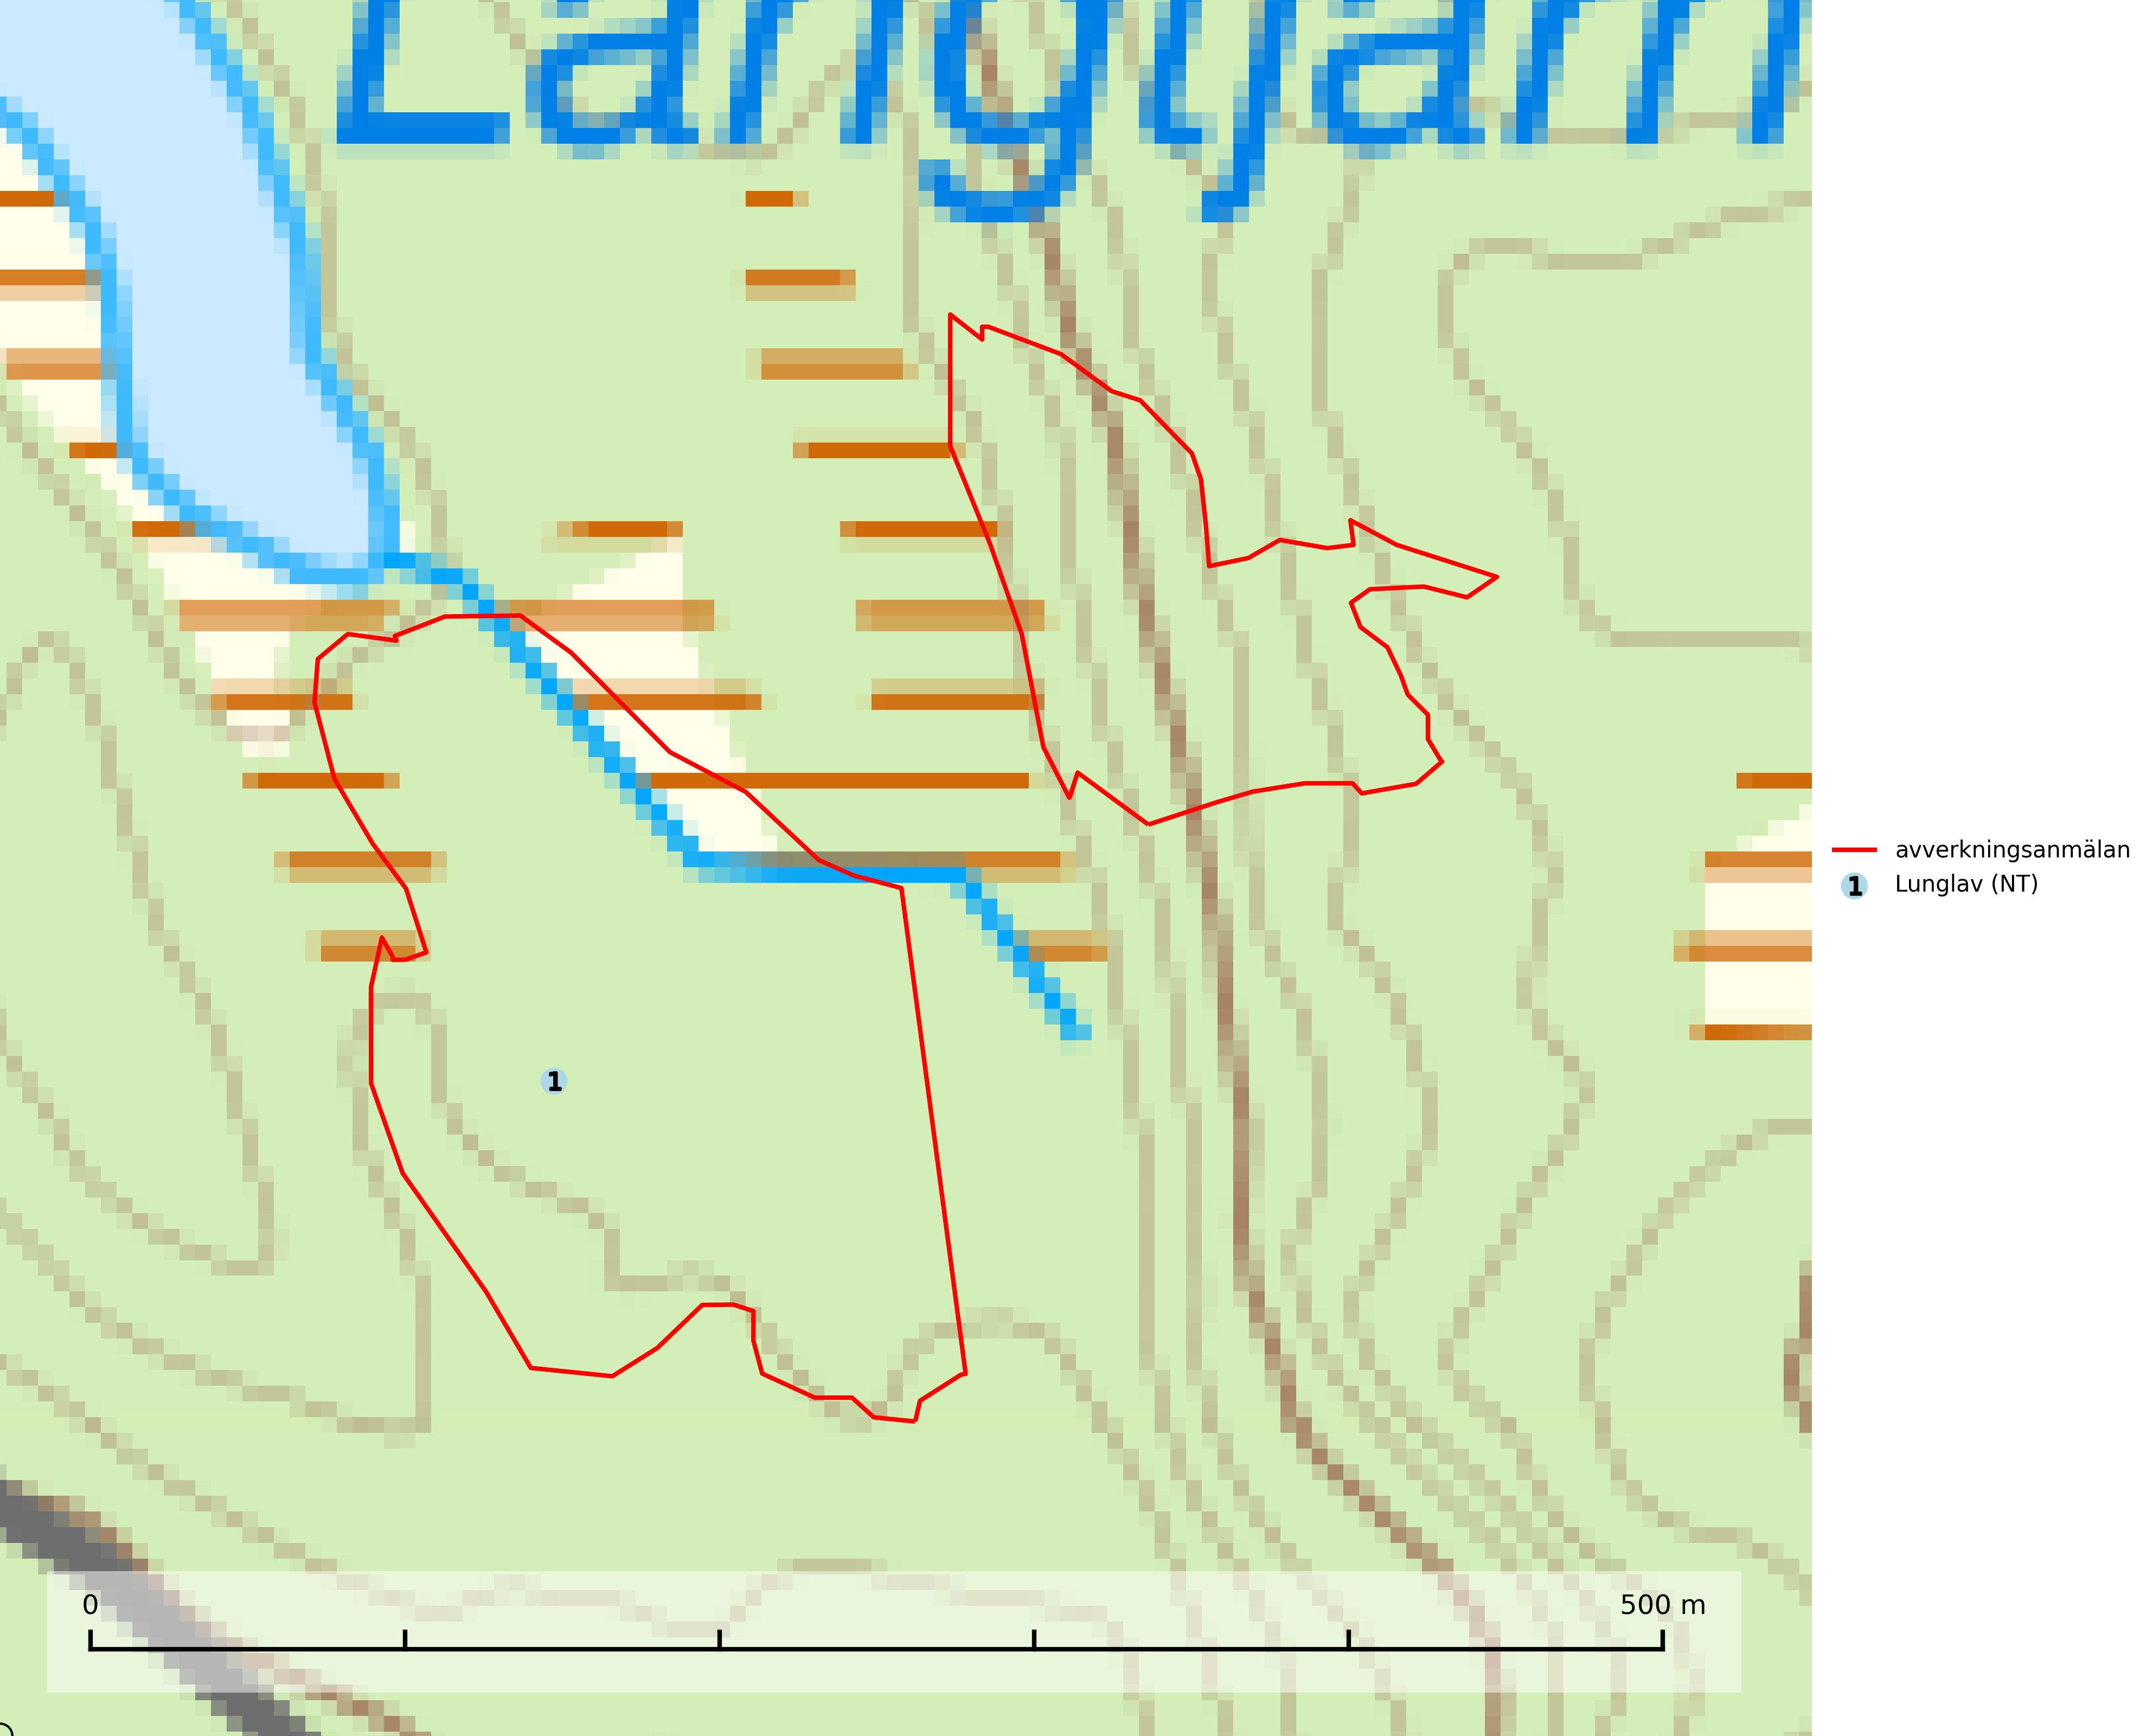 avverkningsanmälan
1 Lunglav (NT)
1
0 500 m